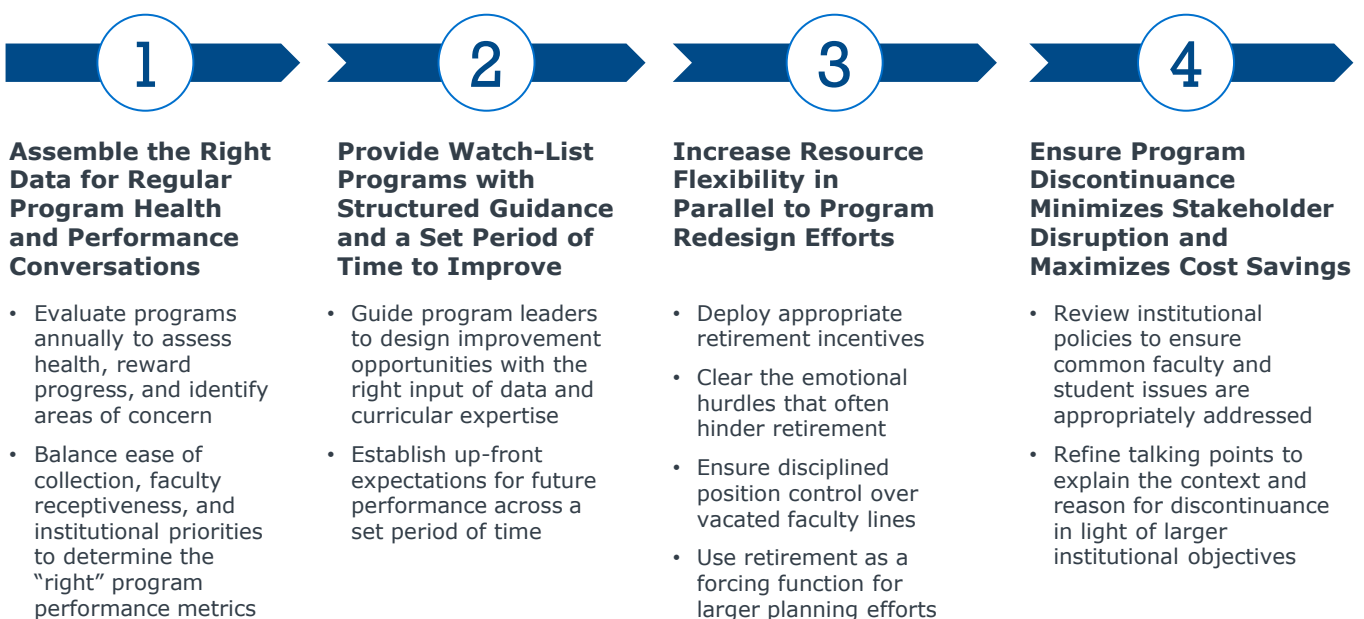 1
Assemble the Right
Data for Regular
Program Health
and Performance
Conversations
• Evaluate programs
annually to assess
health, reward
progress, and identify
areas of concern
• Balance ease of
collection, faculty
receptiveness, and
institutional priorities
to determine the
“right” program
performance metrics
2
Provide Watch-List
Programs with
Structured Guidance
and a Set Period of
Time to Improve
• Guide program leaders
to design improvement
opportunities with the
right input of data and
curricular expertise
• Establish up-front
expectations for future
performance across a
set period of time
3
Increase Resource
Flexibility in
Parallel to Program
Redesign Efforts
• Deploy appropriate
retirement incentives
• Clear the emotional
hurdles that often
hinder retirement
• Ensure disciplined
position control over
vacated faculty lines
• Use retirement as a
forcing function for
larger planning efforts
4
Ensure Program
Discontinuance
Minimizes Stakeholder
Disruption and
Maximizes Cost Savings
• Review institutional
policies to ensure
common faculty and
student issues are
appropriately addressed
• Refine talking points to
explain the context and
reason for discontinuance
in light of larger
institutional objectives